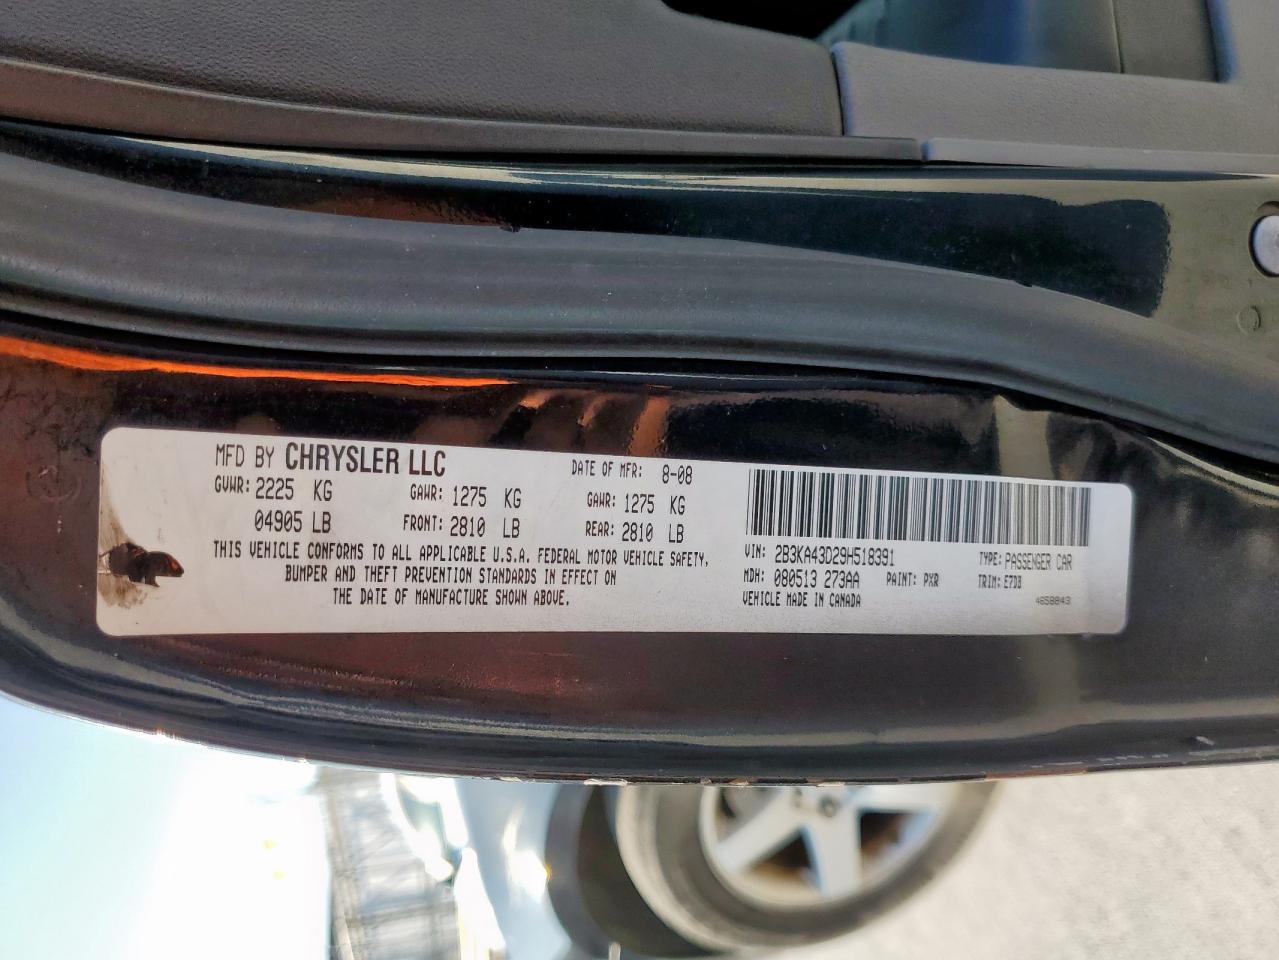 MFD BY CHRYSLER LLC DATE OF MFR: 8-08
GVWR: 2225 KG GAWR: 1275 KG GAWR: 1275 KG
04905 LB FRONT: 2810 LB REAR: 2810 LB
THIS VEHICLE CONFORMS TO ALL APPLICABLE U.S.A. FEDERAL MOTOR VEHICLE SAFETY,
BUMPER AND THEFT PREVENTION STANDARDS IN EFFECT ON
THE DATE OF MANUFACTURE SHOWN ABOVE.
VIN: 2B3KA43D29H518391 TYPE: PASSENGER CAR
MDH: 080513 273AA PAINT: PXR TRIM: E7DB
VEHICLE MADE IN CANADA 4658843